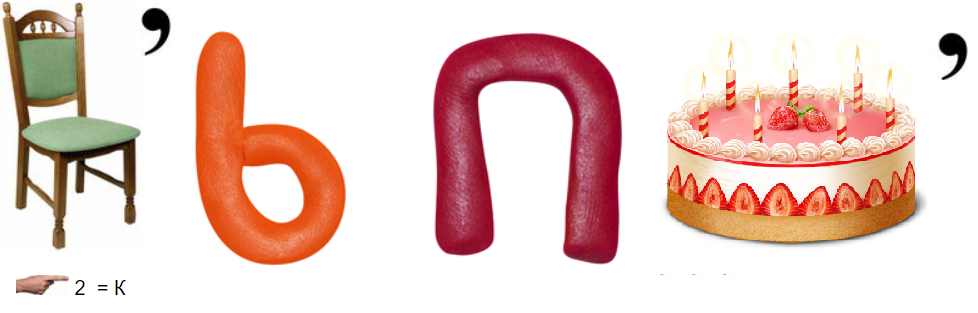 , Ь П ,
2 = К